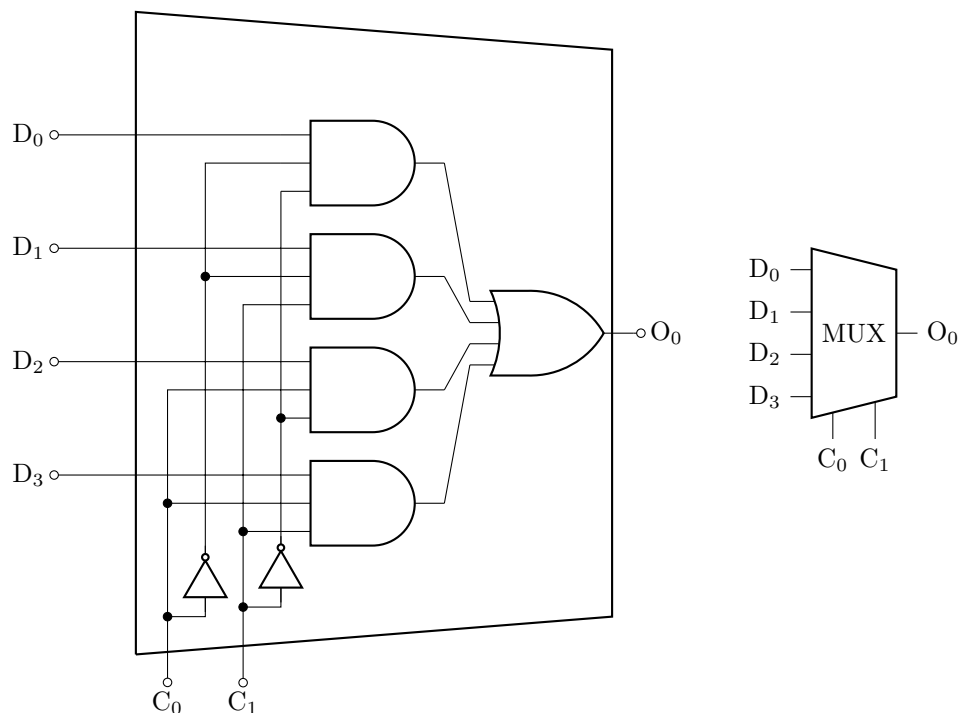 D₀
D₁
D₂
D₃
C₀ C₁
O₀
D₀
D₁
D₂
D₃
MUX
O₀
C₀ C₁